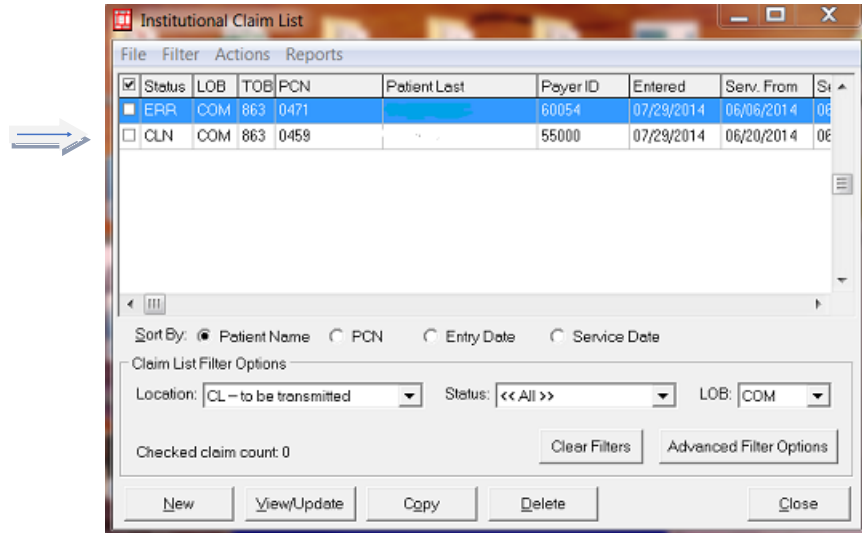 Institutional Claim List
File Filter Actions Reports
Status LOB TOB PCN Patient Last Payer ID Entered Serv. From
ERR COM 863 0471 60054 07/29/2014 06/06/2014
CLN COM 863 0459 55000 07/29/2014 06/20/2014
Sort By: Patient Name PCN Entry Date Service Date
Claim List Filter Options
Location: CL – to be transmitted Status: << All >> LOB: COM
Checked claim count: 0 Clear Filters Advanced Filter Options
New View/Update Copy Delete Close